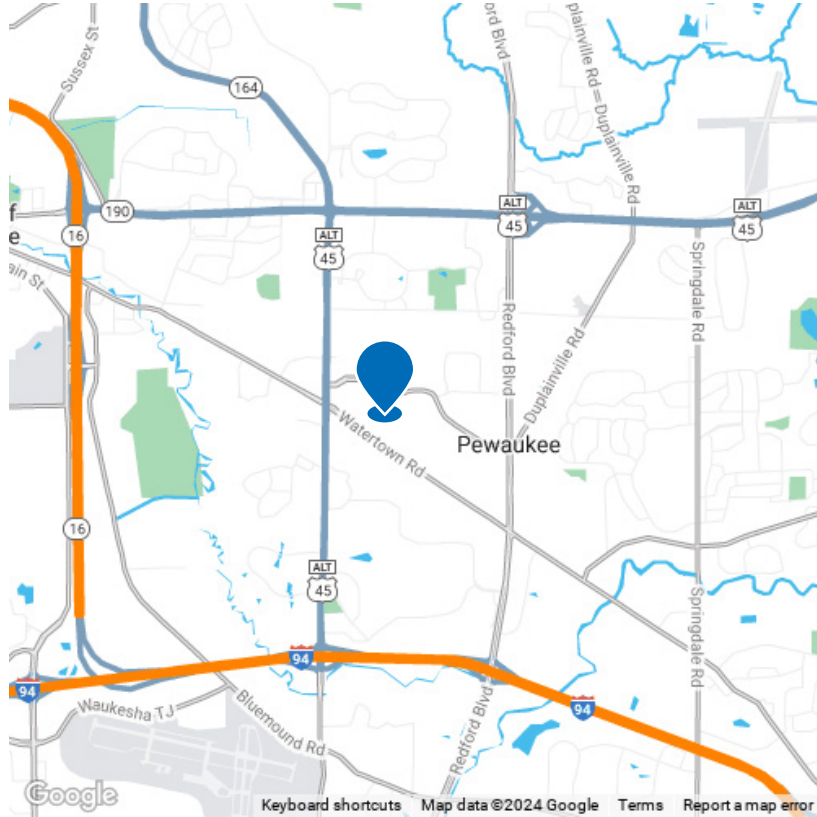 Sussex St
164
Redford Blvd
Duplainville Rd
Duplainville Rd
f
e
190
16
ALT
45
ALT
45
ALT
45
ain St
Springdale Rd
Redford Blvd
Duplainville Rd
Watertown Rd
Pewaukee
16
ALT
45
Springdale Rd
94
94
94
Waukesha TJ
Bluemound Rd
Redford Blvd
Google
Keyboard shortcuts Map data ©2024 Google Terms Report a map error